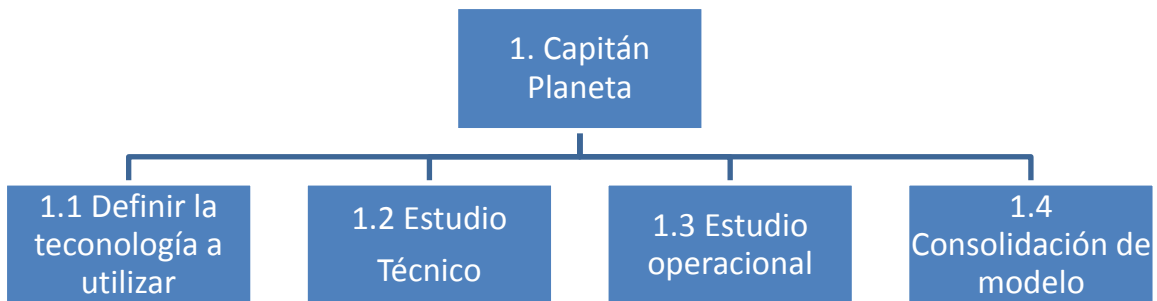 1. Capitán
Planeta
1.1 Definir la
teconología a
utilizar
1.2 Estudio
Técnico
1.3 Estudio
operacional
1.4
Consolidación de
modelo